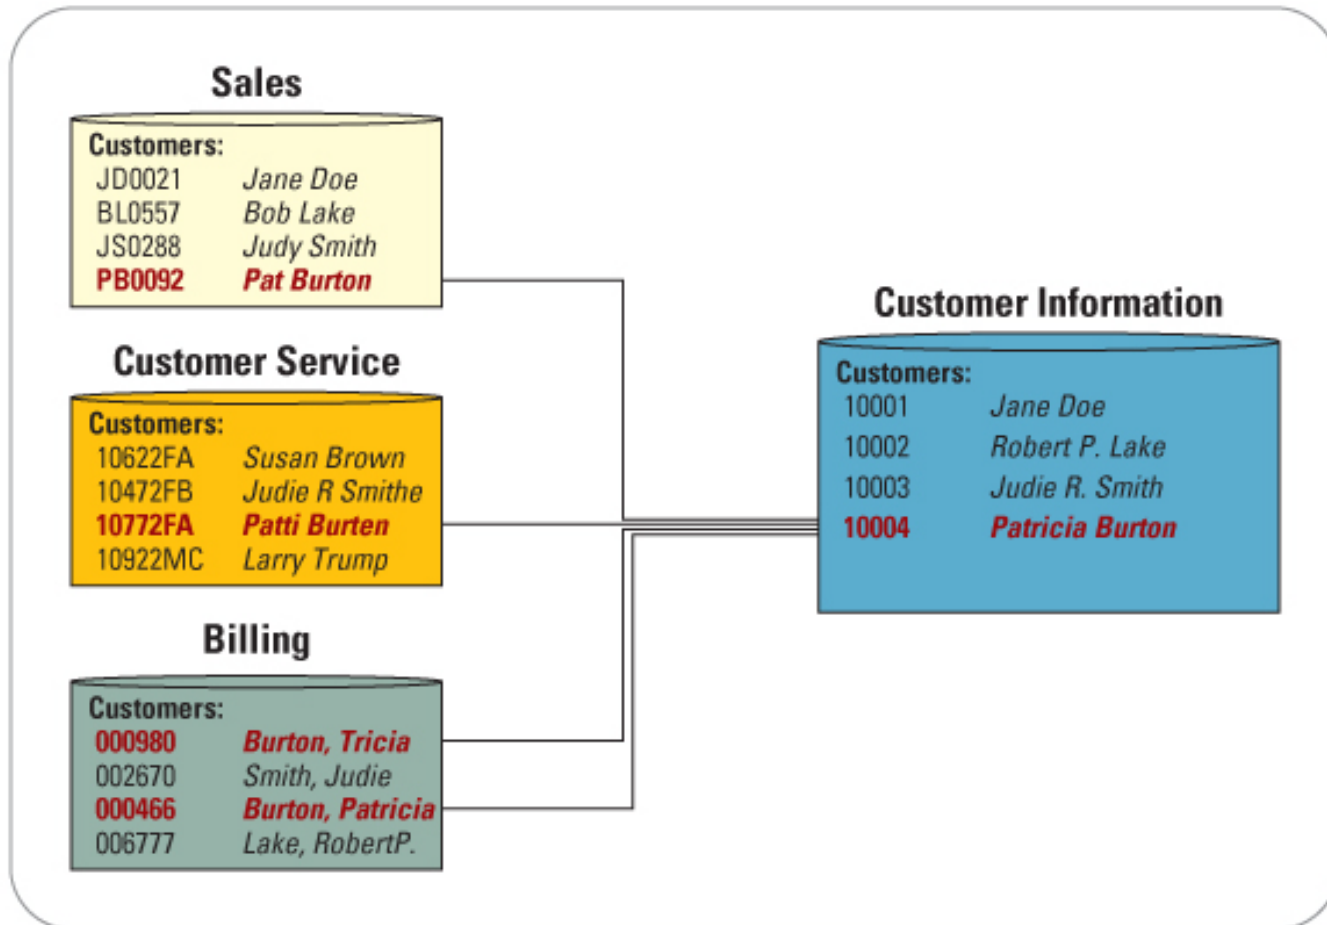 Sales
Customers:
JD0021 Jane Doe
BL0557 Bob Lake
JS0288 Judy Smith
PB0092 Pat Burton
Customer Service
Customers:
10622FA Susan Brown
10472FB Judie R Smithe
10772FA Patti Burten
10922MC Larry Trump
Billing
Customers:
000980 Burton, Tricia
002670 Smith, Judie
000466 Burton, Patricia
006777 Lake, RobertP.
Customer Information
Customers:
10001 Jane Doe
10002 Robert P. Lake
10003 Judie R. Smith
10004 Patricia Burton